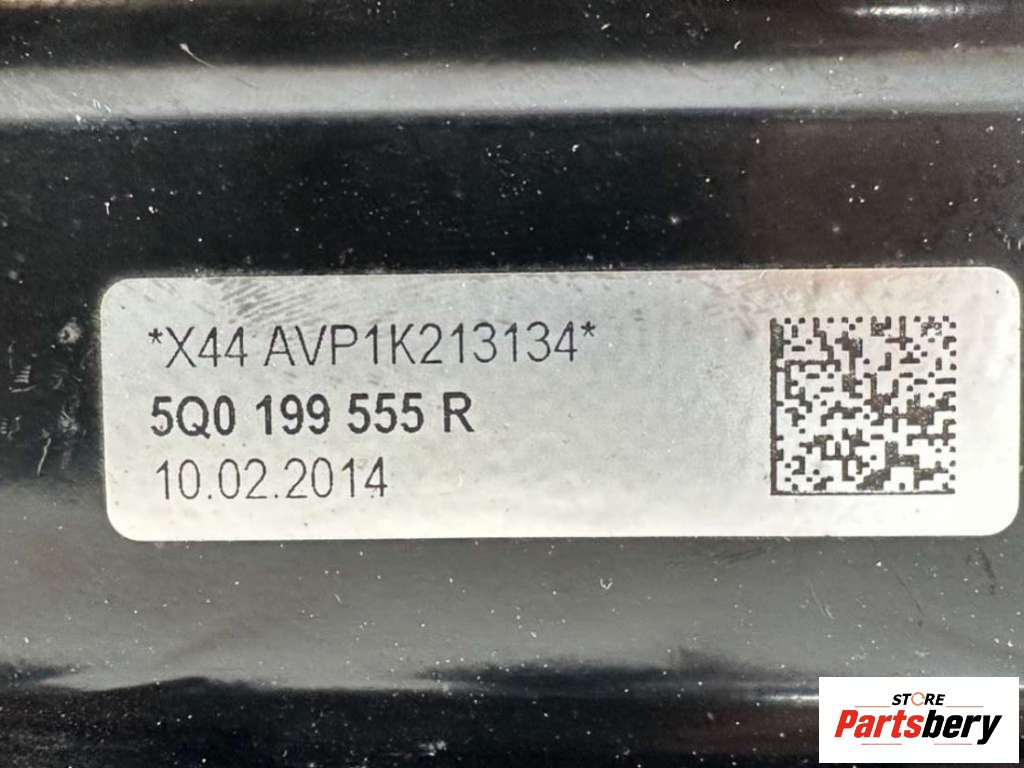 *X44 AVP1K213134*
5Q0 199 555 R
10.02.2014
STORE
Partsbery